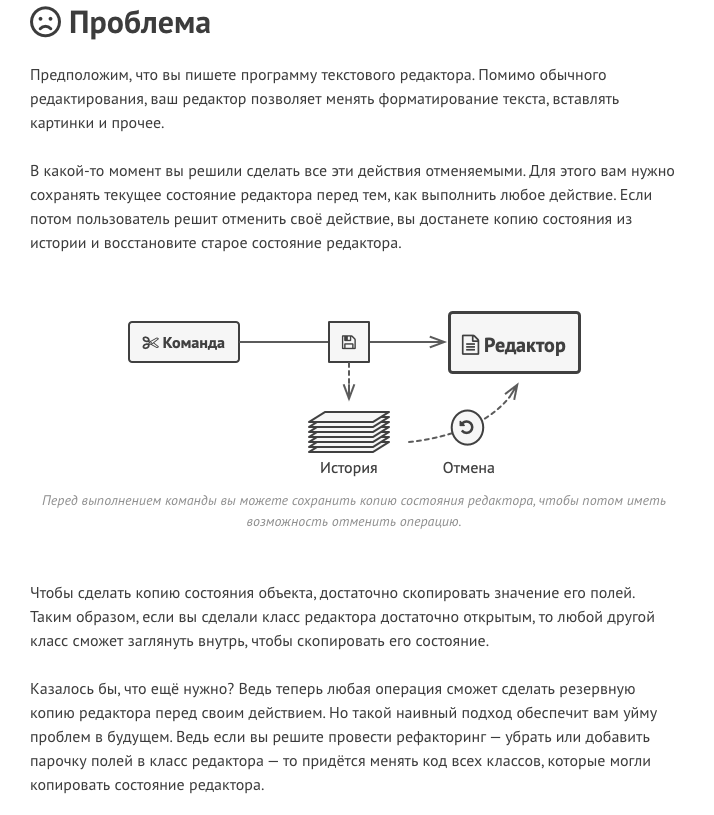 Проблема
Предположим, что вы пишете программу текстового редактора. Помимо обычного
редактирования, ваш редактор позволяет менять форматирование текста, вставлять
картинки и прочее.
В какой-то момент вы решили сделать все эти действия отменяемыми. Для этого вам нужно
сохранять текущее состояние редактора перед тем, как выполнить любое действие. Если
потом пользователь решит отменить своё действие, вы достанете копию состояния из
истории и восстановите старое состояние редактора.
Команда
Редактор
История
Отмена
Перед выполнением команды вы можете сохранить копию состояния редактора, чтобы потом иметь
возможность отменить операцию.
Чтобы сделать копию состояния объекта, достаточно скопировать значение его полей.
Таким образом, если вы сделали класс редактора достаточно открытым, то любой другой
класс сможет заглянуть внутрь, чтобы скопировать его состояние.
Казалось бы, что ещё нужно? Ведь теперь любая операция сможет сделать резервную
копию редактора перед своим действием. Но такой наивный подход обеспечит вам уйму
проблем в будущем. Ведь если вы решите провести рефакторинг — убрать или добавить
парочку полей в класс редактора — то придётся менять код всех классов, которые могли
копировать состояние редактора.